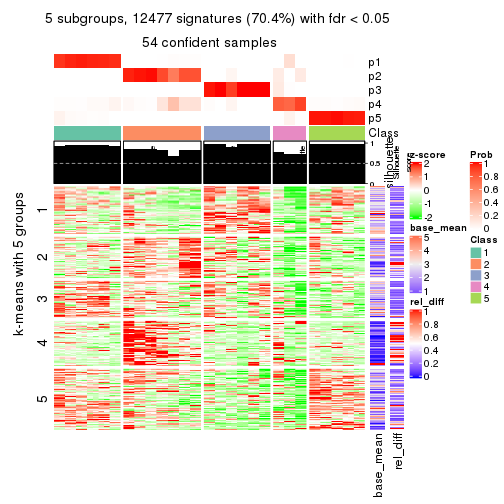 5 subgroups, 12477 signatures (70.4%) with fdr < 0.05
54 confident samples
p1
p2
p3
p4
p5
Class
1
0.5
0
Silhouette score
k-means with 5 groups
1
2
3
4
5
base_mean
rel_diff
z-score
2
1
0
-1
-2
base_mean
5
4
3
2
1
rel_diff
1
0.8
0.6
0.4
0.2
0
Prob
1
0.8
0.6
0.4
0.2
0
Class
1
2
3
4
5